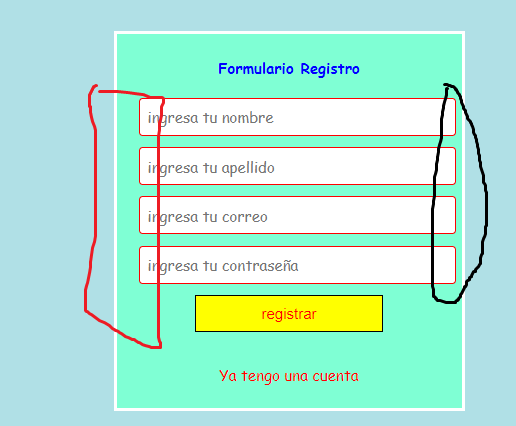 Formulario Registro
ingresa tu nombre
ingresa tu apellido
ingresa tu correo
ingresa tu contraseña
registrar
Ya tengo una cuenta